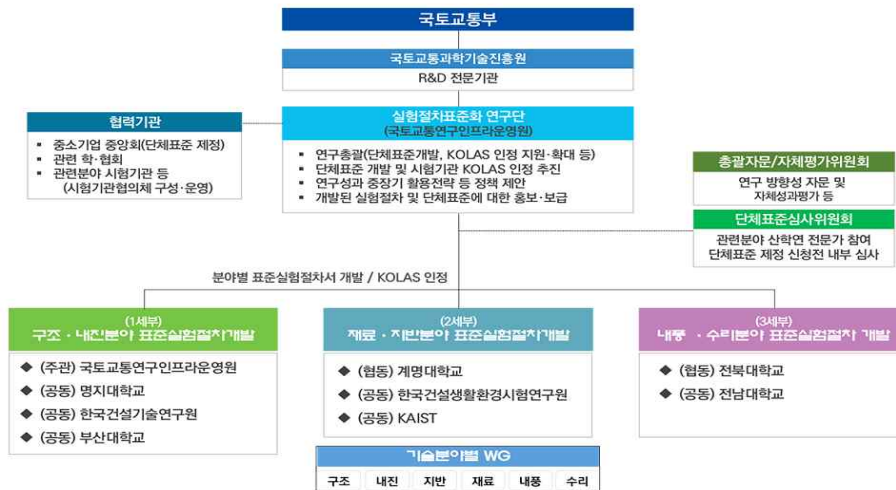 국토교통부
국토교통과학기술진흥원
R&D 전문기관
실험절차표준화 연구단
(국토교통연구인프라운영원)
▪ 연구총괄(단체표준개발, KOLAS 인정 지원·확대 등)
▪ 단체표준 개발 및 시험기관 KOLAS 인정 추진
▪ 연구성과 중장기 활용전략 등 정책 제안
▪ 개발된 실험절차 및 단체표준에 대한 홍보·보급
협력기관
▪ 중소기업 중앙회(단체표준 제정)
▪ 관련 학·협회
▪ 관련분야 시험기관 등
(시험기관협의체 구성·운영)
총괄자문/자체평가위원회
연구 방향성 자문 및
자체성과평가 등
단체표준심사위원회
관련분야 산학연 전문가 참여
단체표준 제정 신청전 내부 심사
분야별 표준실험절차서 개발 / KOLAS 인정
(1세부)
구조·내진분야 표준실험절차개발
◆ (주관) 국토교통연구인프라운영원
◆ (공동) 명지대학교
◆ (공동) 한국건설기술연구원
◆ (공동) 부산대학교
(2세부)
재료·지반분야 표준실험절차개발
◆ (협동) 계명대학교
◆ (공동) 한국건설생활환경시험연구원
◆ (공동) KAIST
(3세부)
내풍 ·수리분야 표준실험절차 개발
◆ (협동) 전북대학교
◆ (공동) 전남대학교
기술분야별 WG
구조 내진 지반 재료 내풍 수리